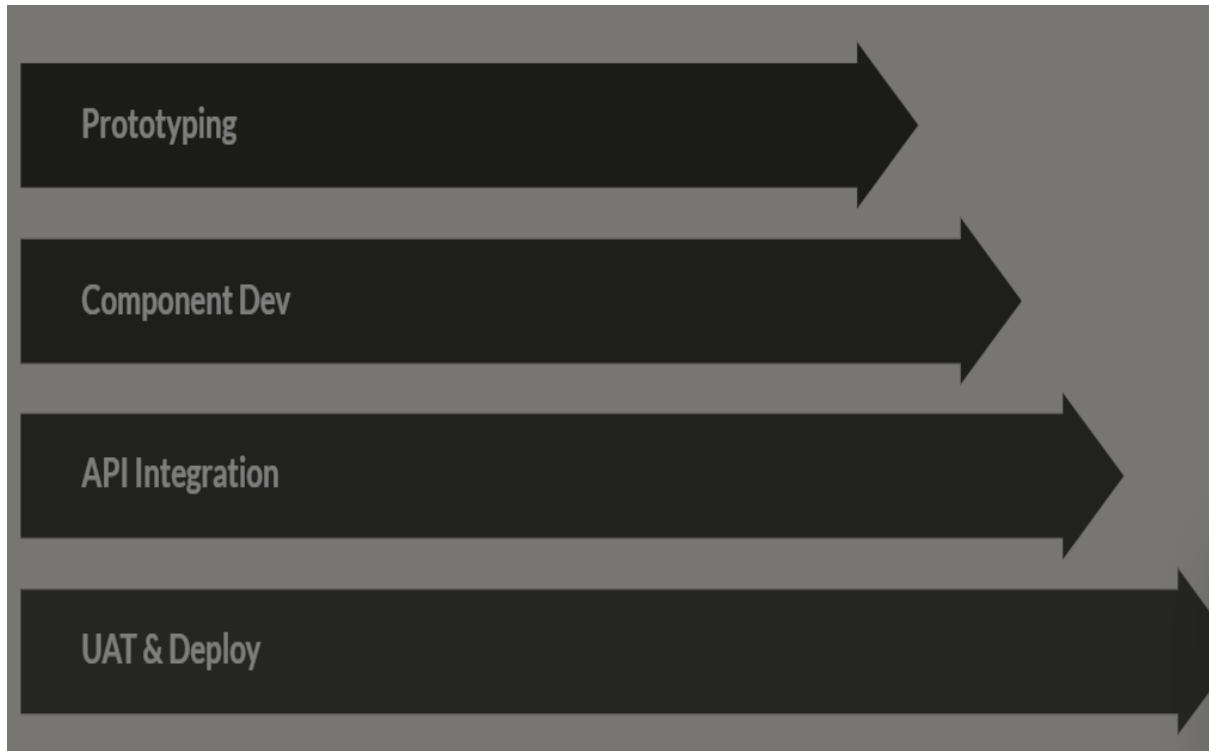 Prototyping
Component Dev
API Integration
UAT & Deploy